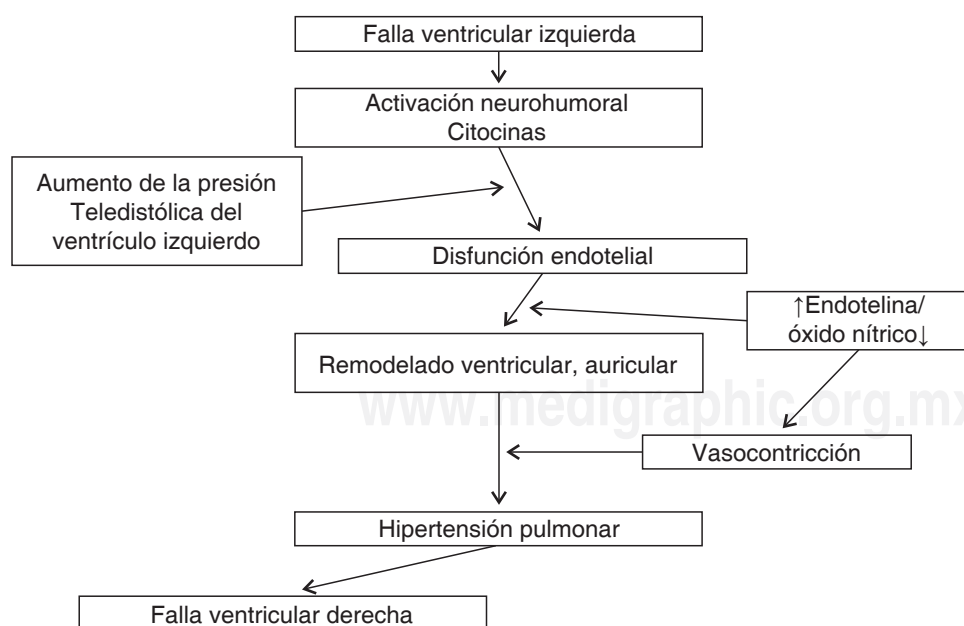 Falla ventricular izquierda
Activación neurohumoral
Citocinas
Aumento de la presión
Teledistólica del
ventrículo izquierdo
Disfunción endotelial
↑Endotelina/
óxido nítrico↓
Remodelado ventricular, auricular
www.medigraphic.org.mx
Vasocontricción
Hipertensión pulmonar
Falla ventricular derecha